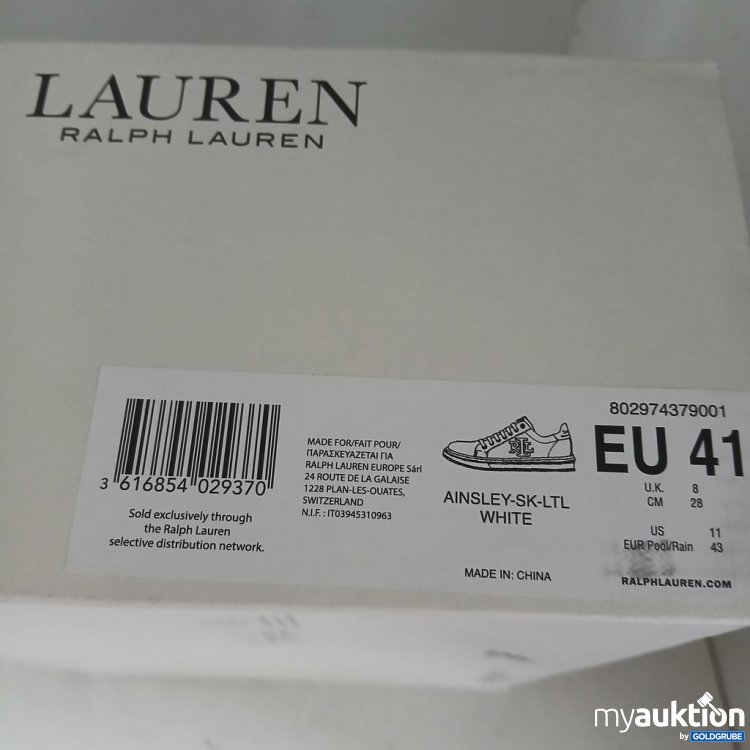 LAUREN
RALPH LAUREN
3 616854 029370
Sold exclusively through
the Ralph Lauren
selective distribution network.
MADE FOR/FAIT POUR/
ΠΑΡΑΣΚΕΥΑΖΕΤΑΙ ΓΙΑ
RALPH LAUREN EUROPE Sárl
24 ROUTE DE LA GALAISE
1228 PLAN-LES-OUATES,
SWITZERLAND
N.I.F. : IT03945310963
RLL
AINSLEY-SK-LTL
WHITE
MADE IN: CHINA
802974379001
EU 41
U.K. 8
CM 28
US 11
EUR Pool/Rain 43
RALPHLAUREN.COM
myauktion
by GOLDGRUBE